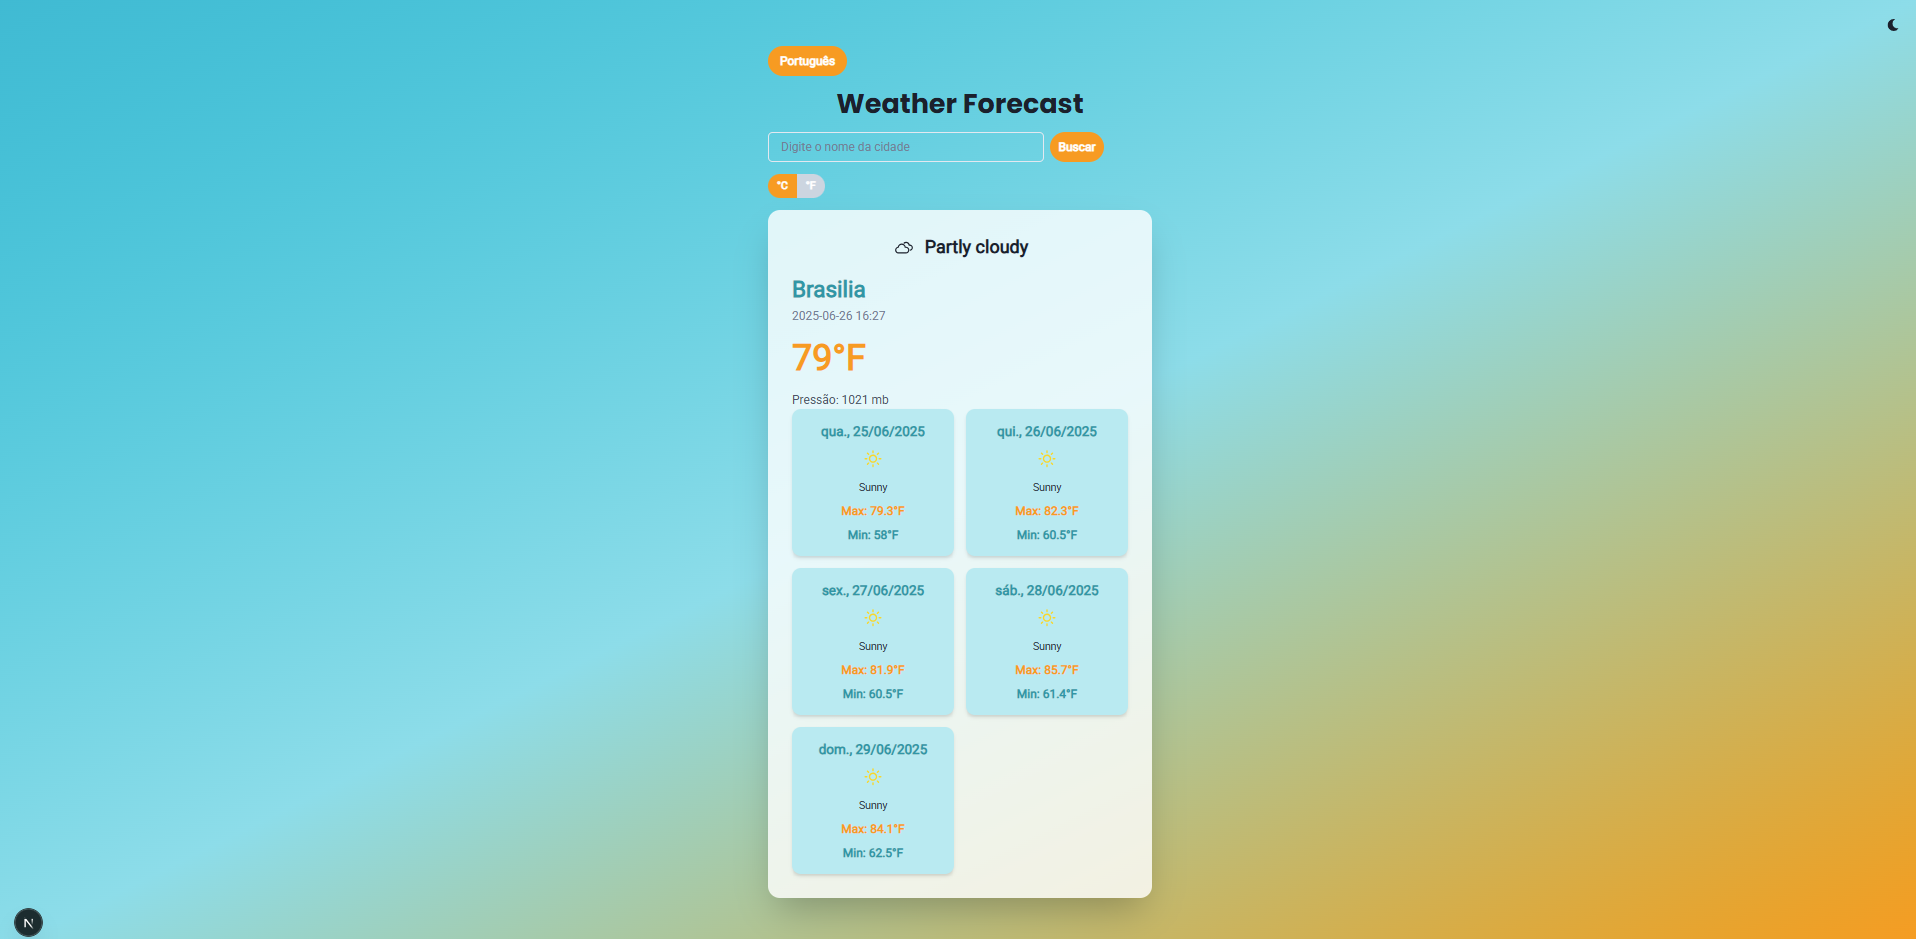 Português
Weather Forecast
Digite o nome da cidade
Buscar
°C °F
Partly cloudy
Brasilia
2025-06-26 16:27
79°F
Pressão: 1021 mb
qua., 25/06/2025
Sunny
Max: 79.3°F
Min: 58°F
qui., 26/06/2025
Sunny
Max: 82.3°F
Min: 60.5°F
sex., 27/06/2025
Sunny
Max: 81.9°F
Min: 60.5°F
sáb., 28/06/2025
Sunny
Max: 85.7°F
Min: 61.4°F
dom., 29/06/2025
Sunny
Max: 84.1°F
Min: 62.5°F
N